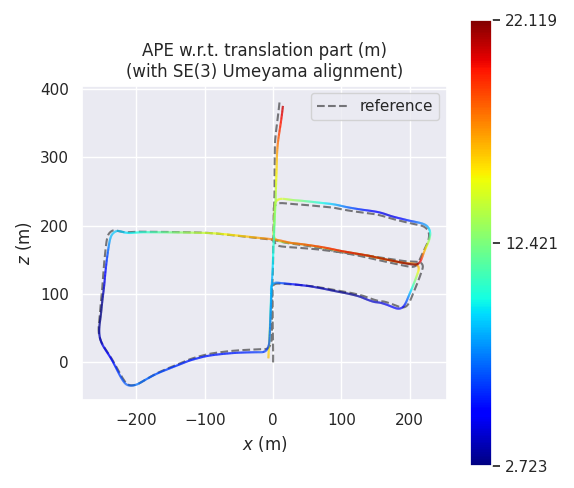 APE w.r.t. translation part (m)
(with SE(3) Umeyama alignment)
reference
400
300
200
100
0
z (m)
−200
−100
0
100
200
x (m)
22.119
12.421
2.723